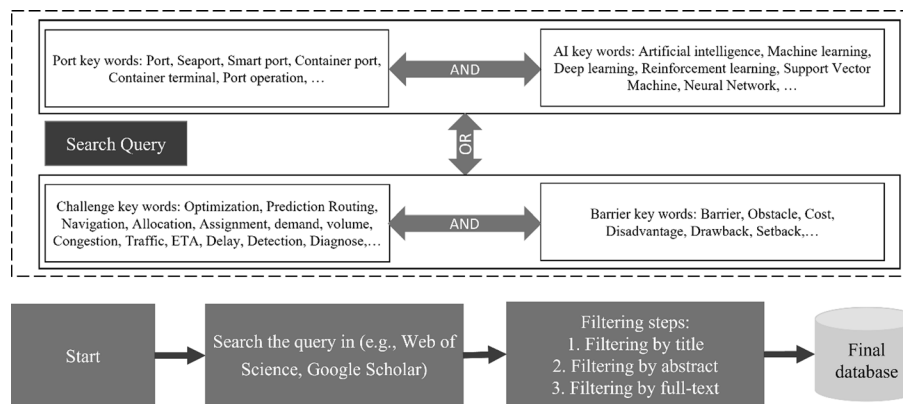 Port key words: Port, Seaport, Smart port, Container port,
Container terminal, Port operation, …
AND
AI key words: Artificial intelligence, Machine learning,
Deep learning, Reinforcement learning, Support Vector
Machine, Neural Network, …
Search Query
OR
Challenge key words: Optimization, Prediction Routing,
Navigation, Allocation, Assignment, demand, volume,
Congestion, Traffic, ETA, Delay, Detection, Diagnose,…
AND
Barrier key words: Barrier, Obstacle, Cost,
Disadvantage, Drawback, Setback,…
Start
Search the query in (e.g., Web of
Science, Google Scholar)
Filtering steps:
1. Filtering by title
2. Filtering by abstract
3. Filtering by full-text
Final
database